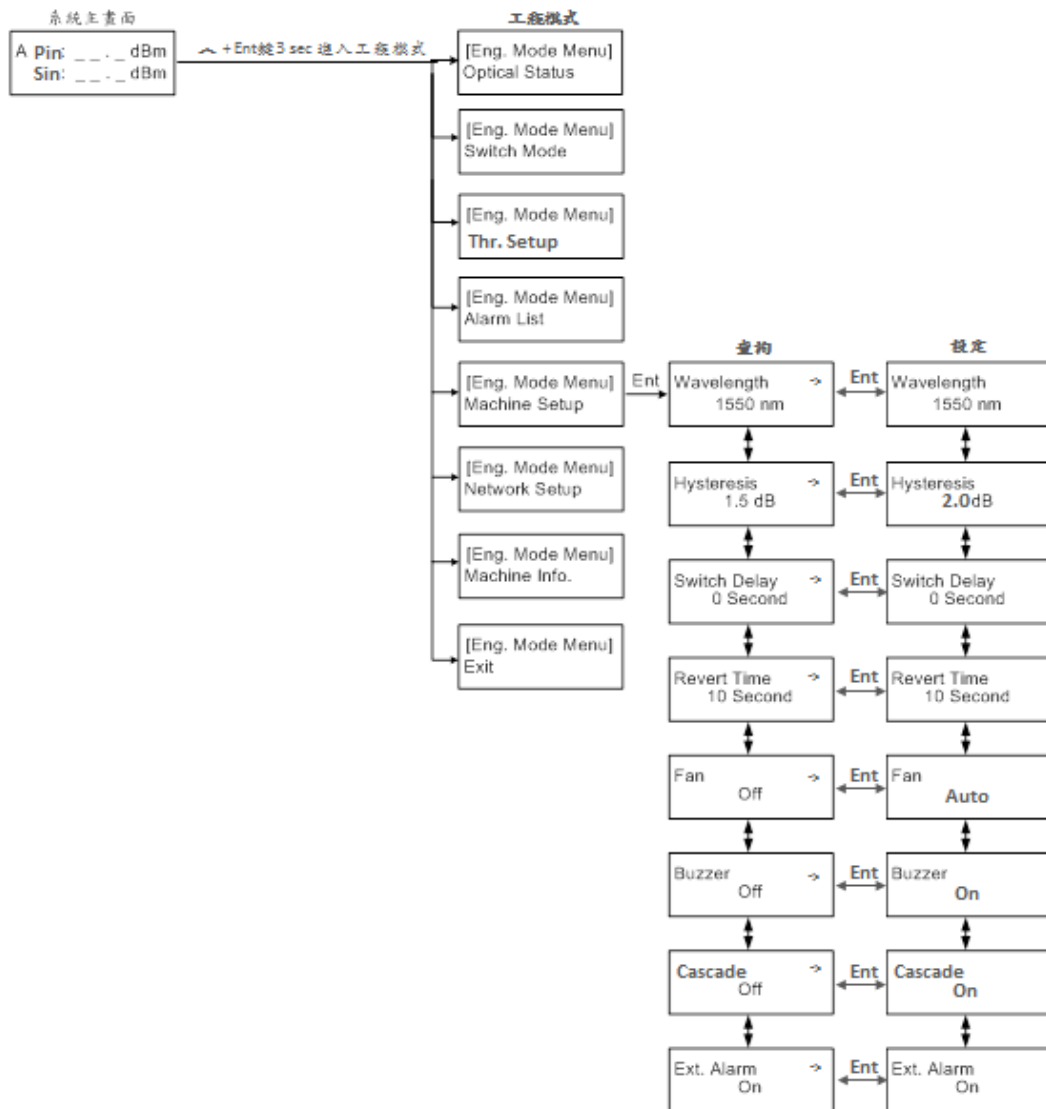 系統主畫面
A Pin: _ _ . _ dBm
Sin: _ _ . _ dBm
︿ +Ent鍵3 sec 進入工程模式
工程模式
[Eng. Mode Menu]
Optical Status
[Eng. Mode Menu]
Switch Mode
[Eng. Mode Menu]
Thr. Setup
[Eng. Mode Menu]
Alarm List
[Eng. Mode Menu]
Machine Setup
[Eng. Mode Menu]
Network Setup
[Eng. Mode Menu]
Machine Info.
[Eng. Mode Menu]
Exit
Ent
查詢
設定
Wavelength ->
1550 nm
Ent
Wavelength
1550 nm
Hysteresis ->
1.5 dB
Ent
Hysteresis
2.0dB
Switch Delay ->
0 Second
Ent
Switch Delay
0 Second
Revert Time ->
10 Second
Ent
Revert Time
10 Second
Fan ->
Off
Ent
Fan
Auto
Buzzer ->
Off
Ent
Buzzer
On
Cascade ->
Off
Ent
Cascade
On
Ext. Alarm ->
On
Ent
Ext. Alarm
On